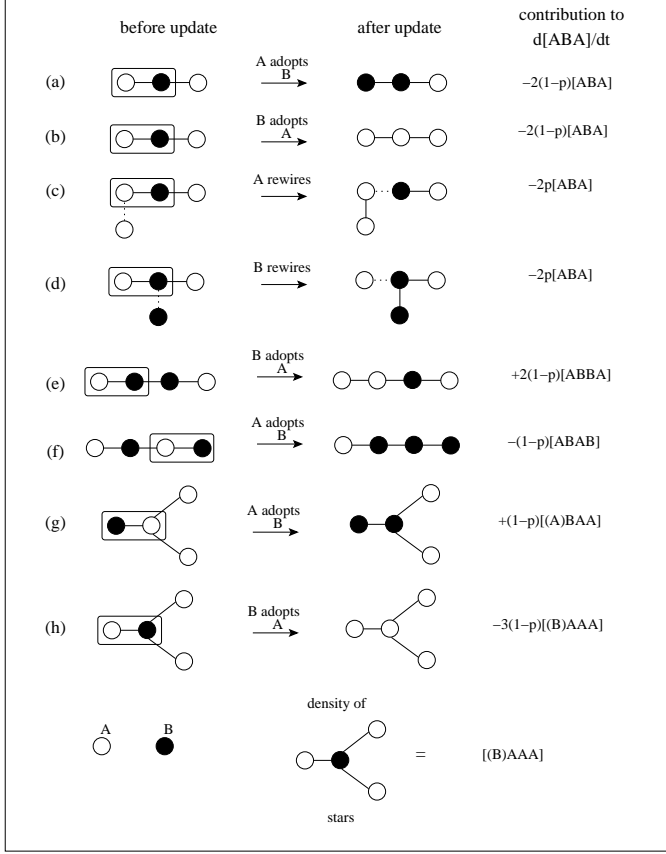 before update
after update
contribution to
d[ABA]/dt
(a)
A adopts
B
−2(1−p)[ABA]
(b)
B adopts
A
−2(1−p)[ABA]
(c)
A rewires
−2p[ABA]
(d)
B rewires
−2p[ABA]
(e)
B adopts
A
+2(1−p)[ABBA]
(f)
A adopts
B
−(1−p)[ABAB]
(g)
A adopts
B
+(1−p)[(A)BAA]
(h)
B adopts
A
−3(1−p)[(B)AAA]
A B
density of
= [(B)AAA]
stars